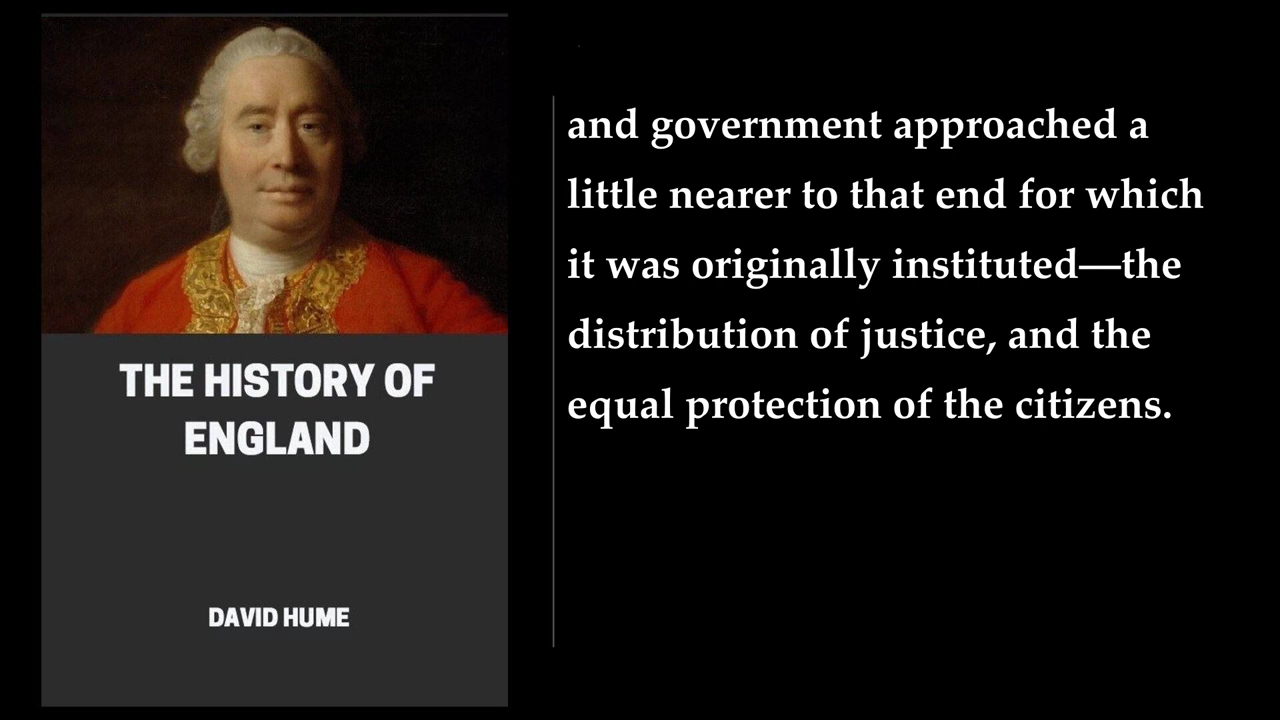 THE HISTORY OF
ENGLAND
DAVID HUME
and government approached a
little nearer to that end for which
it was originally instituted—the
distribution of justice, and the
equal protection of the citizens.